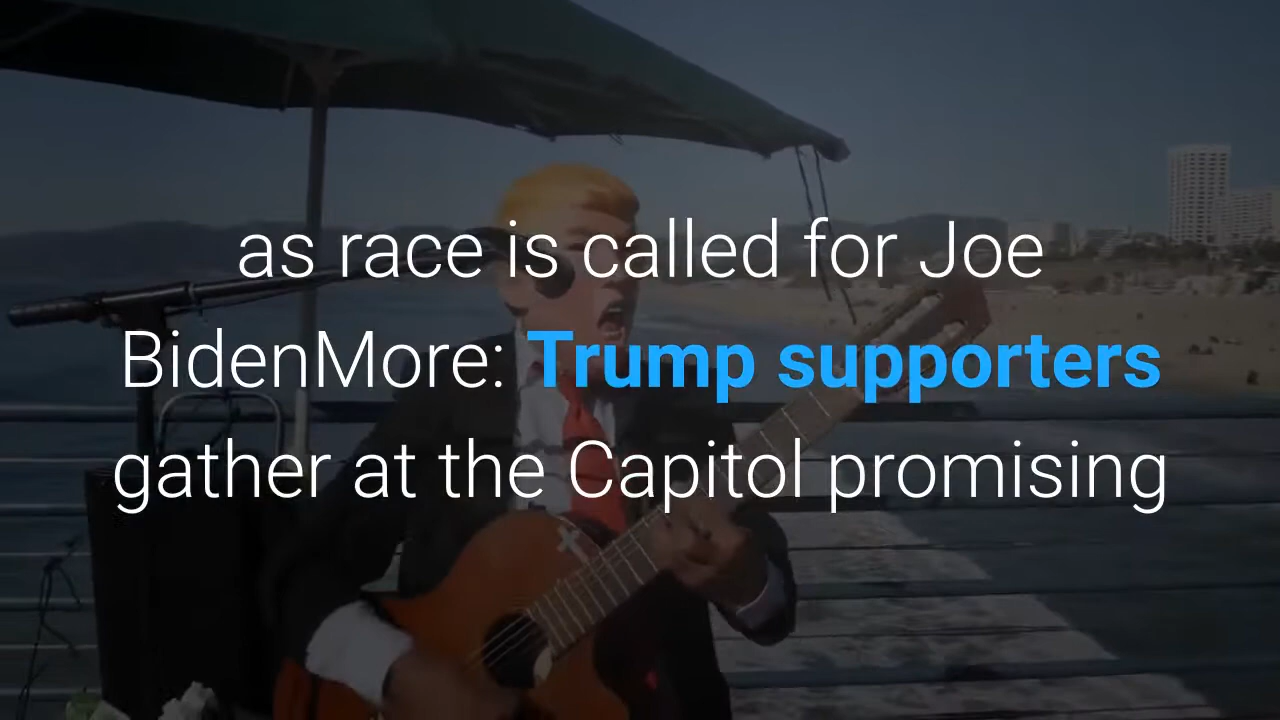 as race is called for Joe
BidenMore: Trump supporters
gather at the Capitol promising